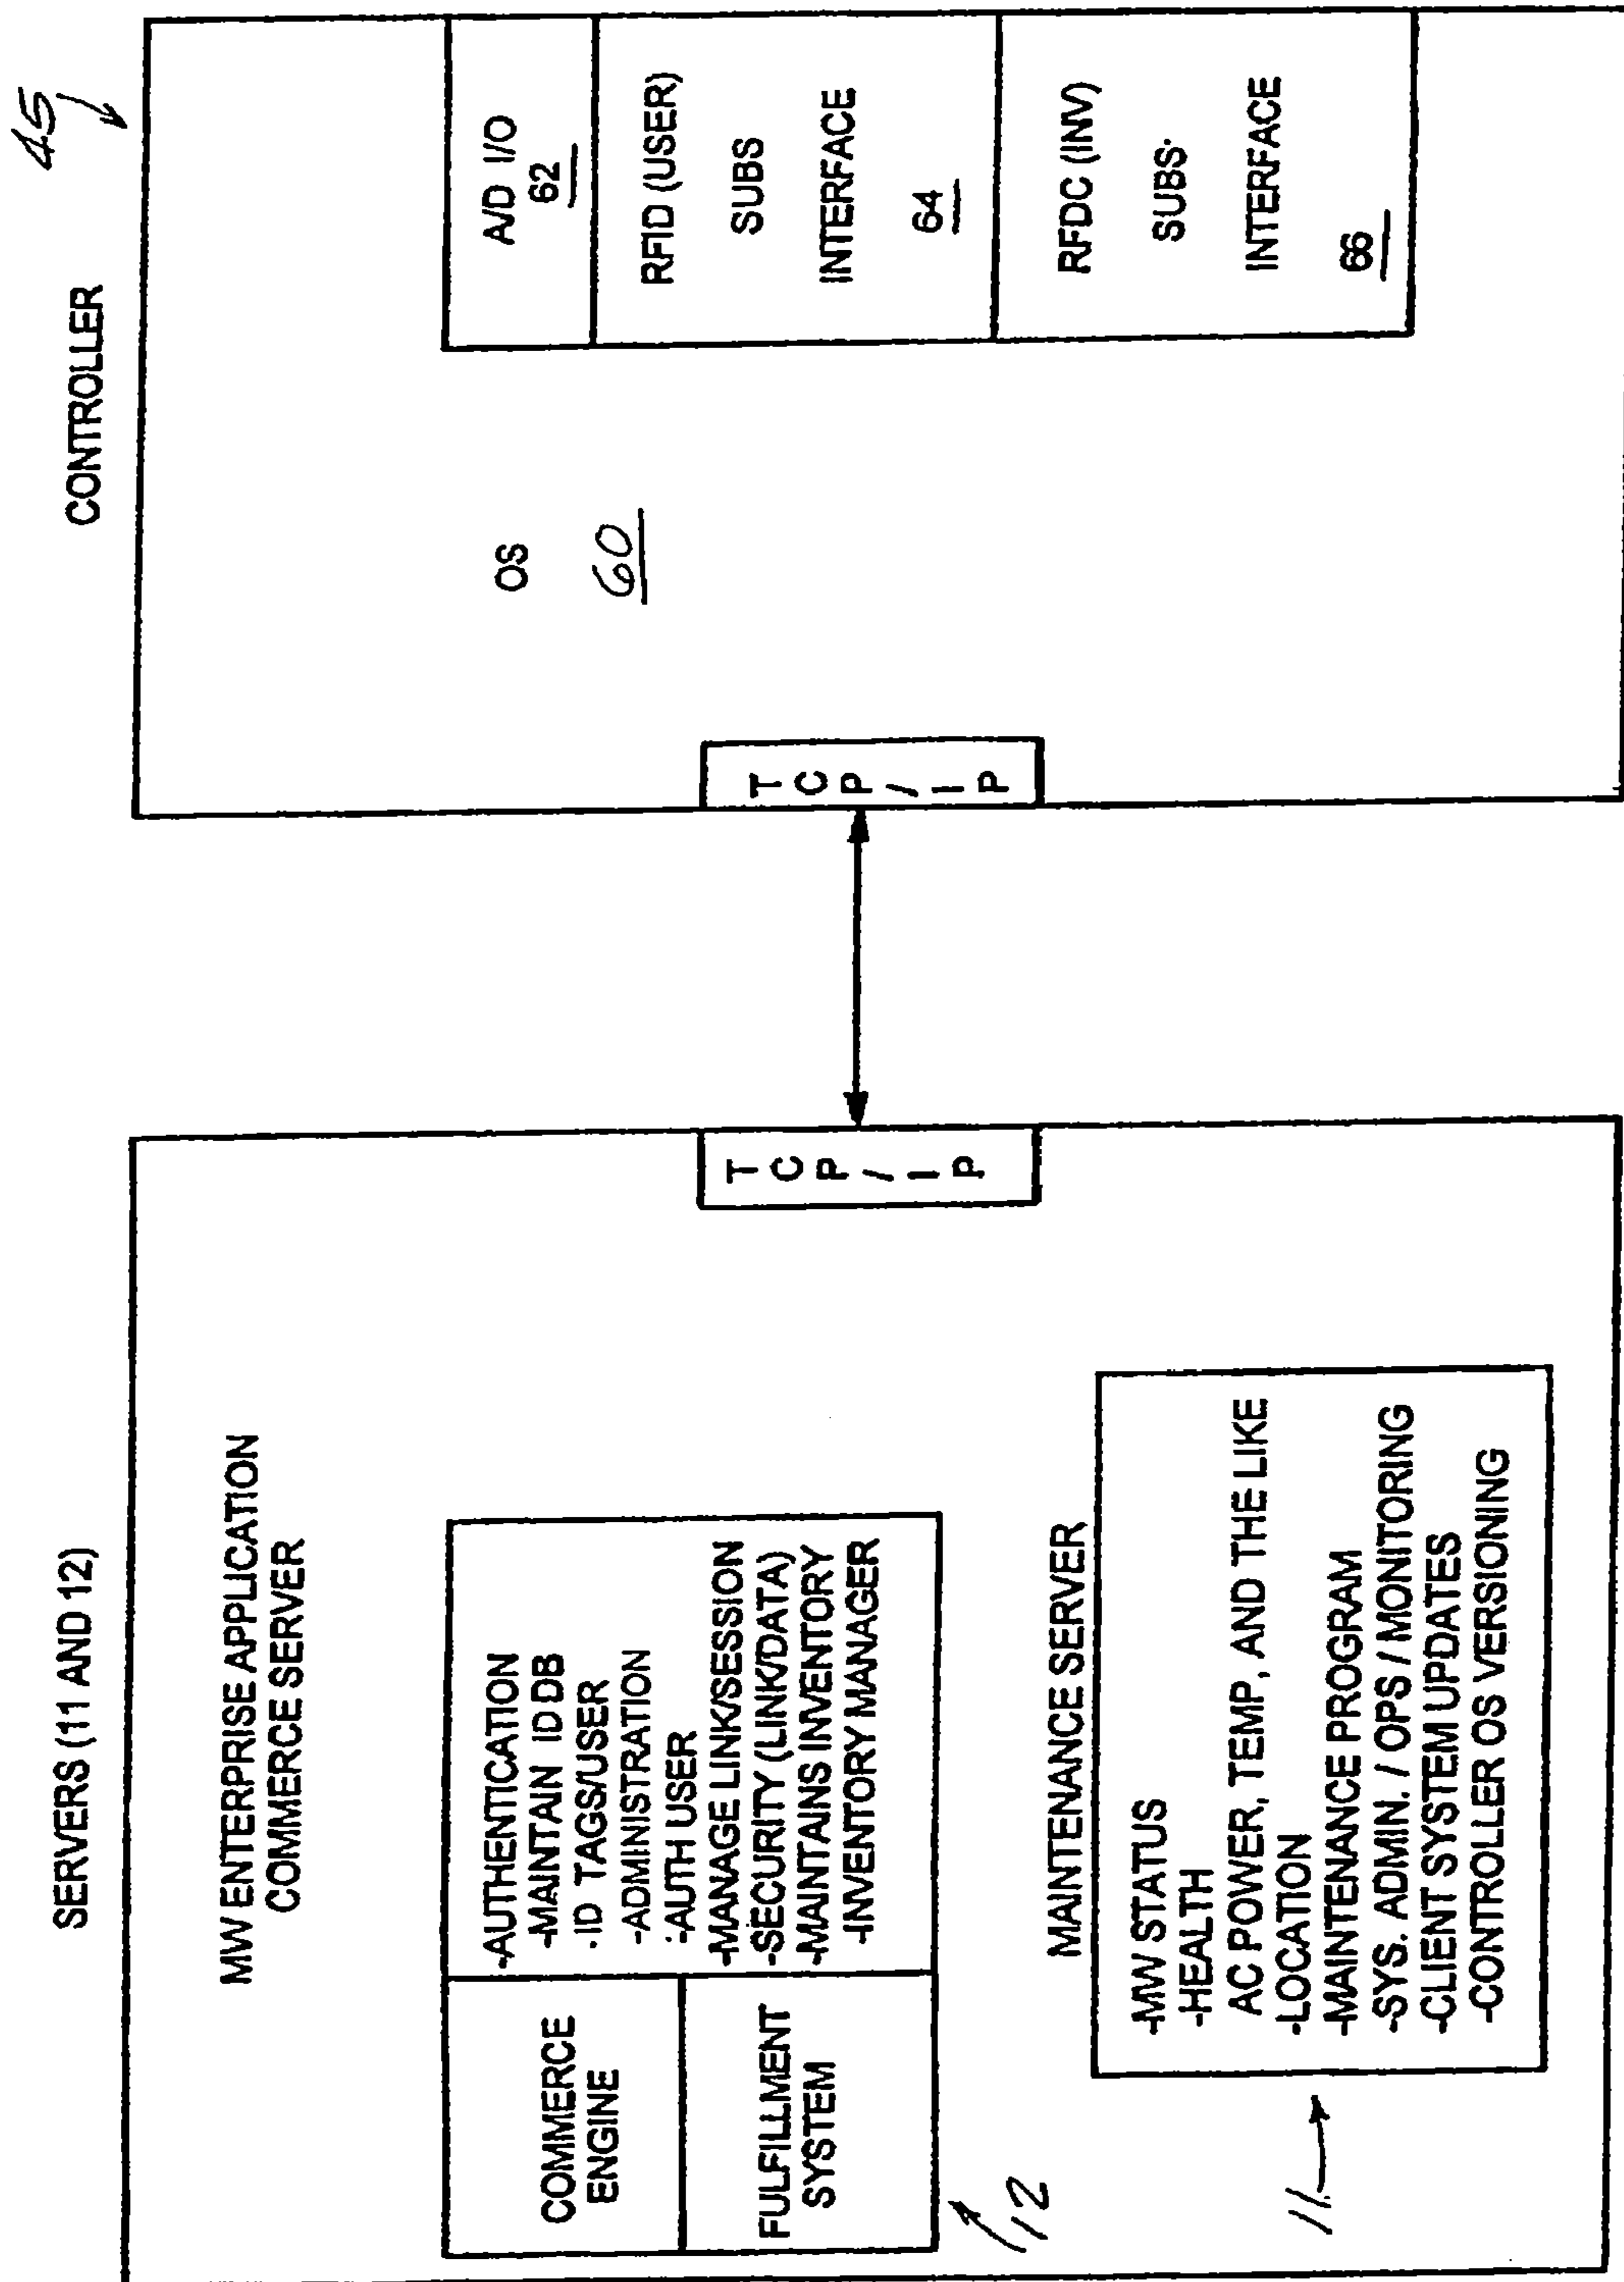 SERVERS (11 AND 12)
MW ENTERPRISE APPLICATION
COMMERCE SERVER
COMMERCE
ENGINE
FULFILLMENT
SYSTEM
-AUTHENTICATION
-MAINTAIN ID DB
-ID TAGS/USER
-ADMINISTRATION
-AUTH USER
-MANAGE LINK/SESSION
-SECURITY (LINK/DATA)
-MAINTAINS INVENTORY
-INVENTORY MANAGER
12
MAINTENANCE SERVER
-MW STATUS
-HEALTH
AC POWER, TEMP, AND THE LIKE
-LOCATION
-MAINTENANCE PROGRAM
-SYS. ADMIN. / OPS / MONITORING
-CLIENT SYSTEM UPDATES
-CONTROLLER OS VERSIONING
11
TCP/IP
CONTROLLER
45
TCP/IP
OS
60
A/D I/O
62
RFID (USER)
SUBS
INTERFACE
64
RFDC (INV)
SUBS.
INTERFACE
66